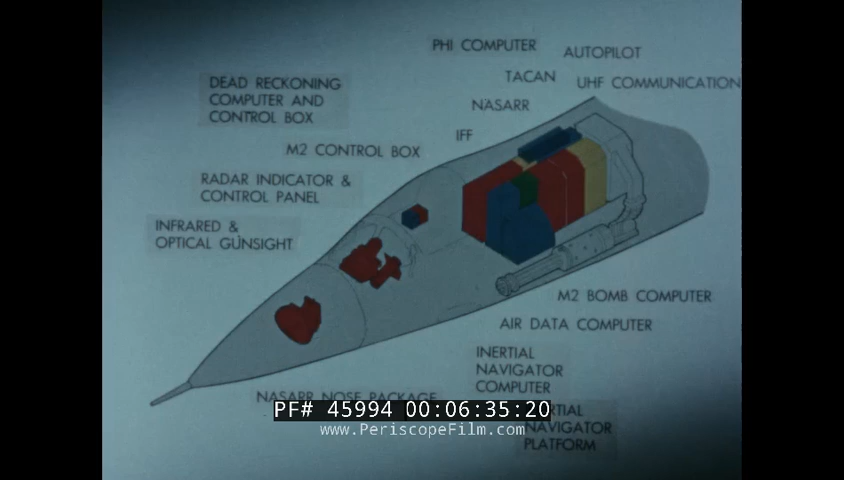 PHI COMPUTER
AUTOPILOT
TACAN
UHF COMMUNICATION
DEAD RECKONING
COMPUTER AND
CONTROL BOX
NASARR
IFF
M2 CONTROL BOX
RADAR INDICATOR &
CONTROL PANEL
INFRARED &
OPTICAL GUNSIGHT
M2 BOMB COMPUTER
AIR DATA COMPUTER
INERTIAL
NAVIGATOR
COMPUTER
NASARR NOSE PACKAGE
PF# 45994 00:06:35:20
www.PeriscopeFilm.com
NAVIGATOR
PLATFORM